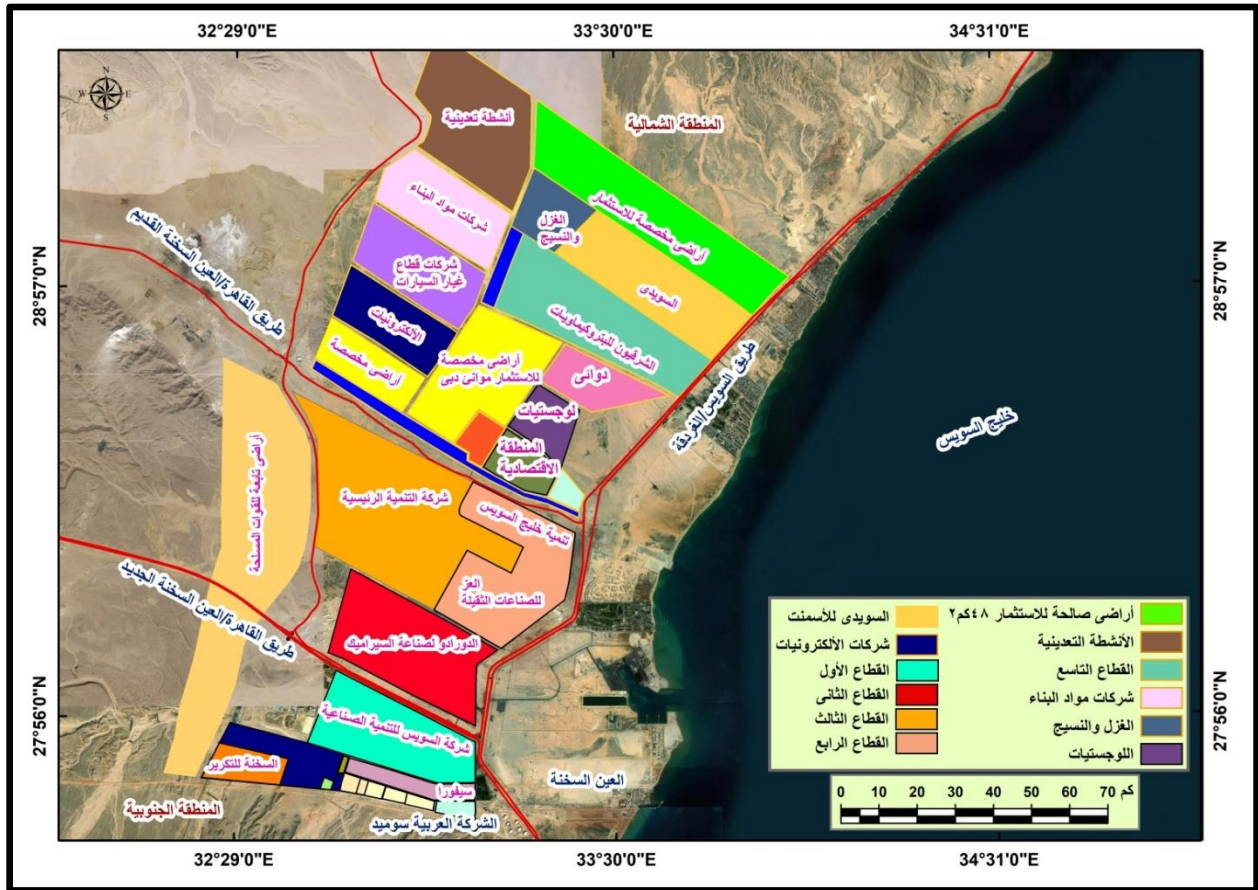 32°29'0"E
33°30'0"E
34°31'0"E
N
W
E
S
أنشطة تعدينية
المنطقة الشمالية
شركات مواد البناء
الغزل
والنسيج
أراضى مخصصة للاستثمار
طريق القاهرة/العين السخنة القديم
شركات قطاع
غيار السيارات
السويدى
28°57'0"N
28°57'0"N
الألكترونيات
الشرقيون للبتروكيماويات
أراضى مخصصة
أراضى مخصصة
للاستثمار موانئ دبى
دوانى
طريق السويس/الغردقة
خليج السويس
لوجستيات
المنطقة
الاقتصادية
أراضى تابعة للقوات المسلحة
شركة التنمية الرئيسية
تنمية خليج السويس
العز
للصناعات الثقيلة
طريق القاهرة/العين السخنة الجديد
الدورادو لصناعة السيراميك
أراضى صالحة للاستثمار ٤٨كم٢
السويدى للأسمنت
الأنشطة التعدينية
شركات الألكترونيات
القطاع التاسع
القطاع الأول
شركات مواد البناء
القطاع الثانى
الغزل والنسيج
القطاع الثالث
اللوجستيات
القطاع الرابع
27°56'0"N
27°56'0"N
شركة السويس للتنمية الصناعية
السخنة للتكرير
سيفورا
العين السخنة
المنطقة الجنوبية
الشركة العربية سوميد
0 10 20 30 40 50 60 70 كم
32°29'0"E
33°30'0"E
34°31'0"E